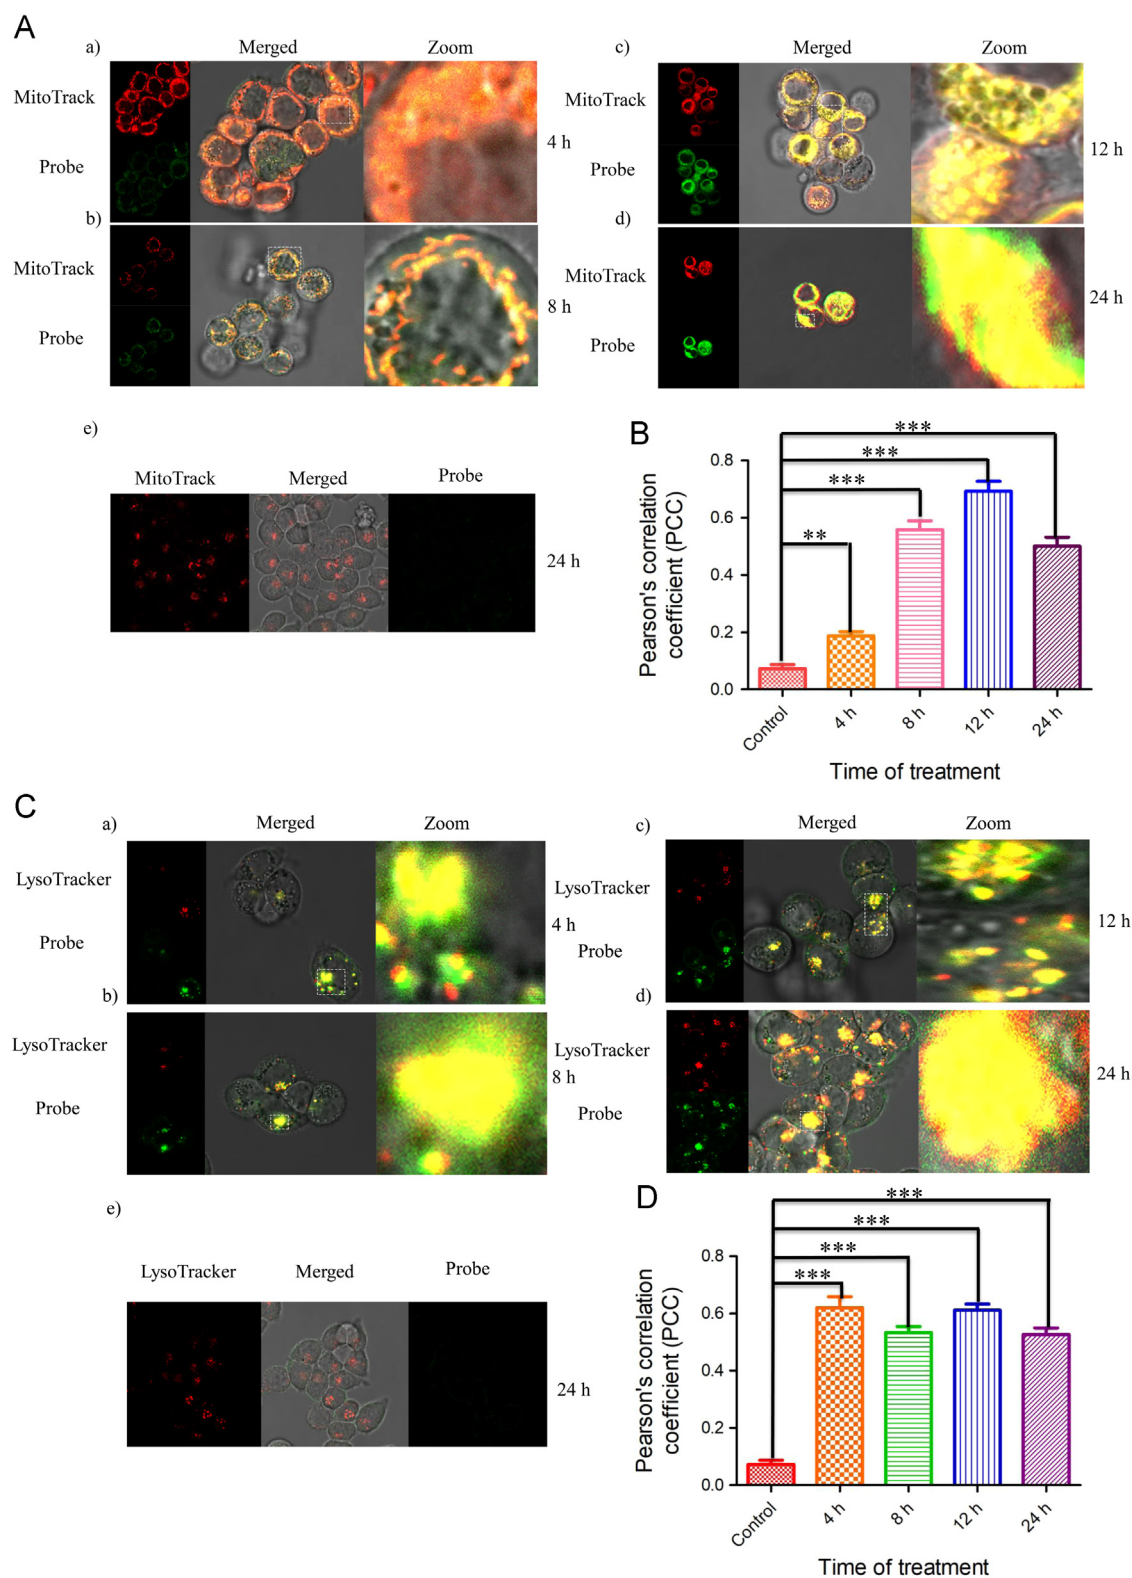 A
a) Merged Zoom
MitoTrack
Probe
4 h
b)
MitoTrack
Probe
8 h
c) Merged Zoom
MitoTrack
Probe
12 h
d)
MitoTrack
Probe
24 h
e)
MitoTrack Merged Probe
24 h
B
Pearson's correlation
coefficient (PCC)
0.8
0.6
0.4
0.2
0.0
***
***
***
**
Control 4 h 8 h 12 h 24 h
Time of treatment
C
a) Merged Zoom
LysoTracker
Probe
4 h
b)
LysoTracker
Probe
8 h
c) Merged Zoom
LysoTracker
Probe
12 h
d)
LysoTracker
Probe
24 h
e)
LysoTracker Merged Probe
24 h
D
Pearson's correlation
coefficient (PCC)
0.8
0.6
0.4
0.2
0.0
***
***
***
***
Control 4 h 8 h 12 h 24 h
Time of treatment